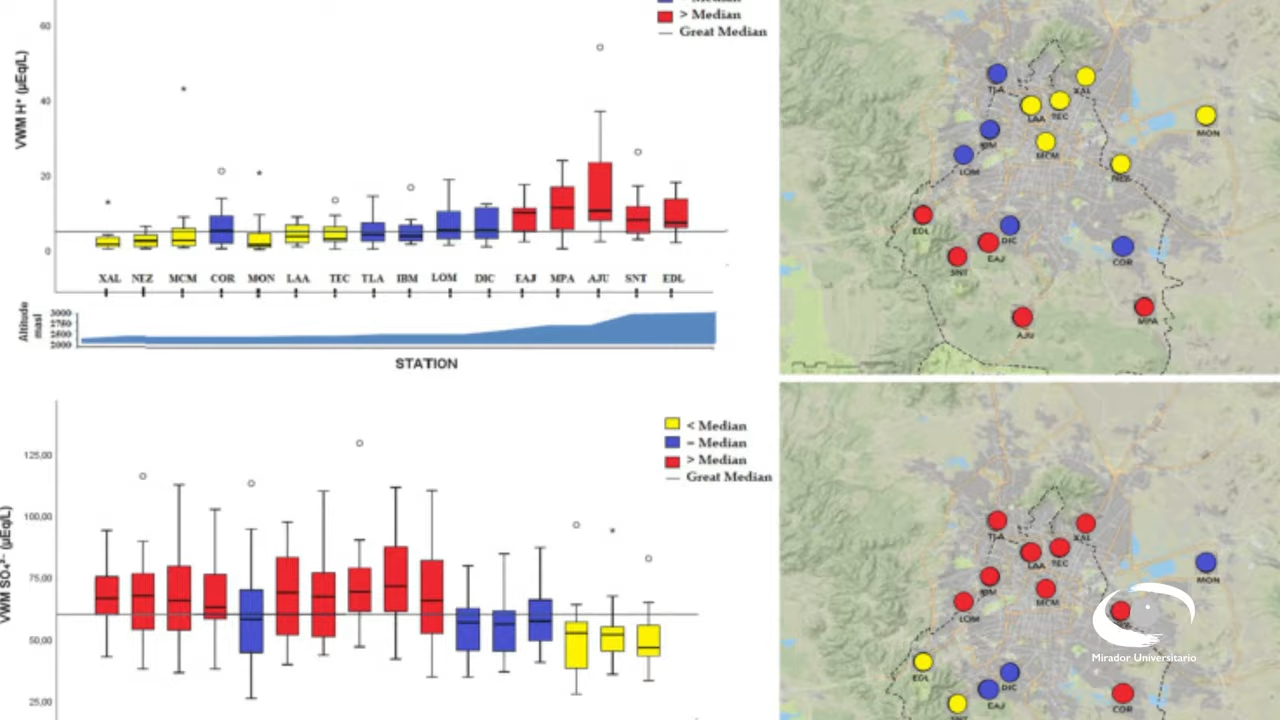 > Median
Great Median
VWM H⁺ (µEq/L)
60
40
20
0
XAL NEZ MCM COR MON LAA TEC TLA IBM LOM DIC EAJ MPA AJU SNT EDL
Altitude
masl
3000
2750
2500
2000
STATION
TLA
XAL
LAA
TEC
MON
IBM
MCM
LOM
NEZ
EDL
DIC
EAJ
COR
SNT
MPA
AJU
< Median
= Median
> Median
Great Median
VWM SO₄²⁻ (µEq/L)
125,00
100,00
75,00
50,00
25,00
TLA
XAL
LAA
TEC
MON
IBM
MCM
LOM
EDL
DIC
EAJ
COR
SNT
Mirador Universitario